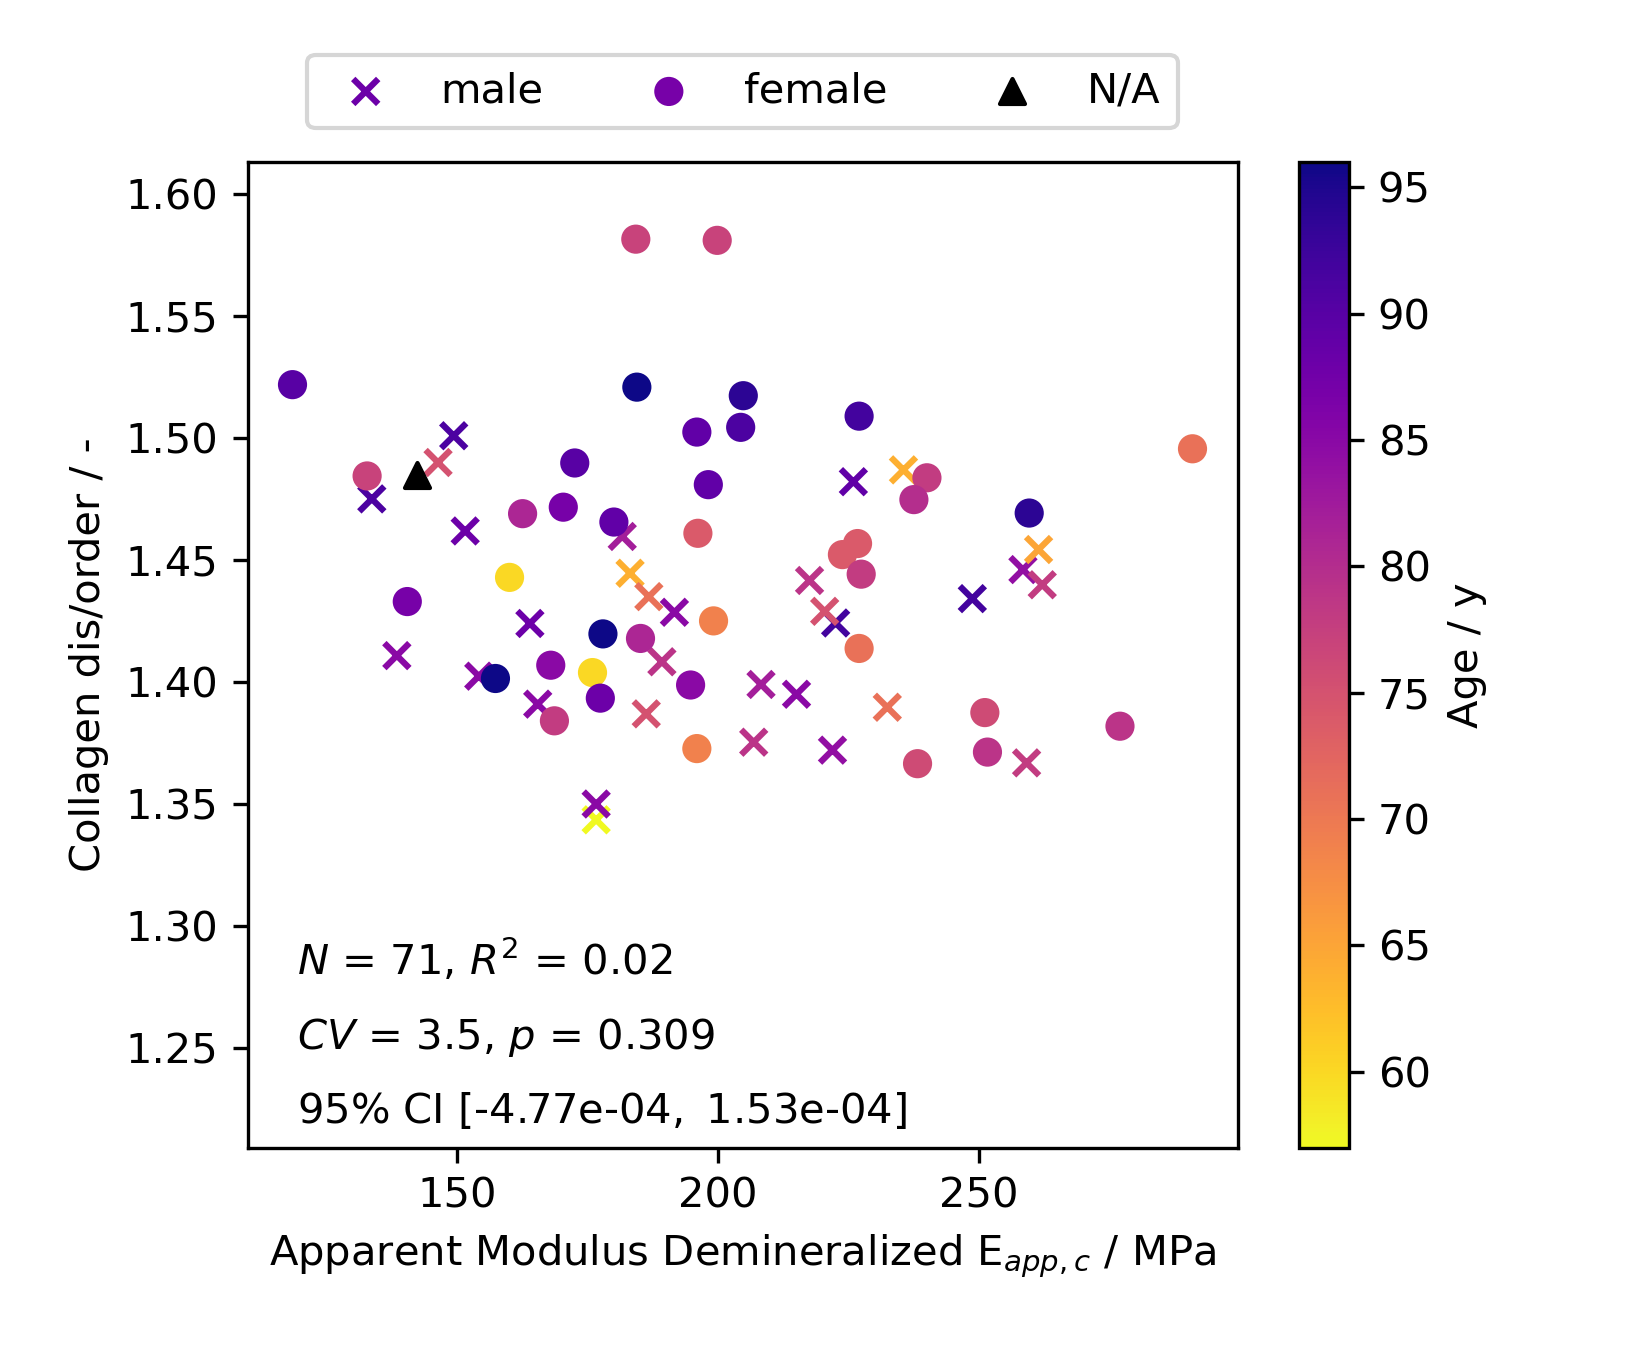 male female N/A
1.60
1.55
1.50
1.45
1.40
1.35
1.30
1.25
Collagen dis/order / -
N = 71, R² = 0.02
CV = 3.5, p = 0.309
95% CI [-4.77e-04, 1.53e-04]
150 200 250
Apparent Modulus Demineralized E_app,c / MPa
95
90
85
80
75
70
65
60
Age / y